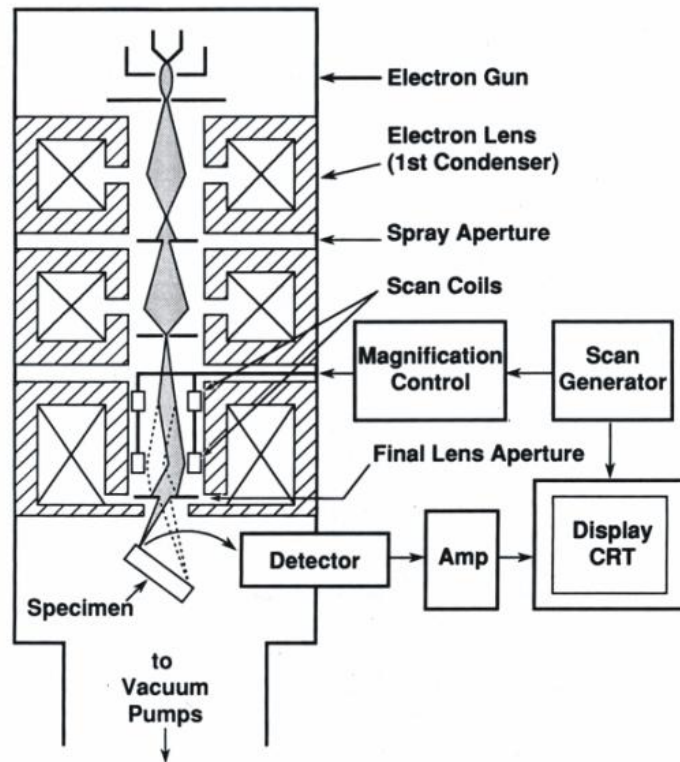 Electron Gun
Electron Lens
(1st Condenser)
Spray Aperture
Scan Coils
Magnification
Control
Scan
Generator
Final Lens Aperture
Detector
Amp
Display
CRT
Specimen
to
Vacuum
Pumps